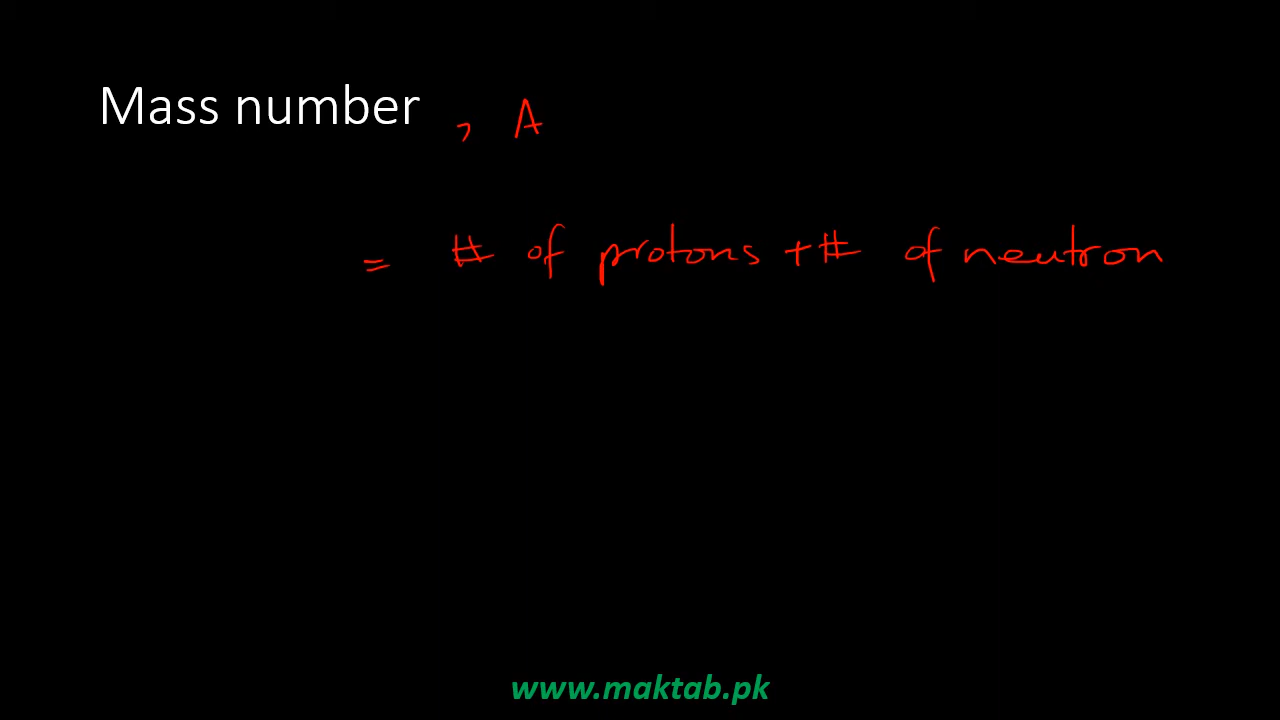 Mass number, A
= # of protons + # of neutron
www.maktab.pk